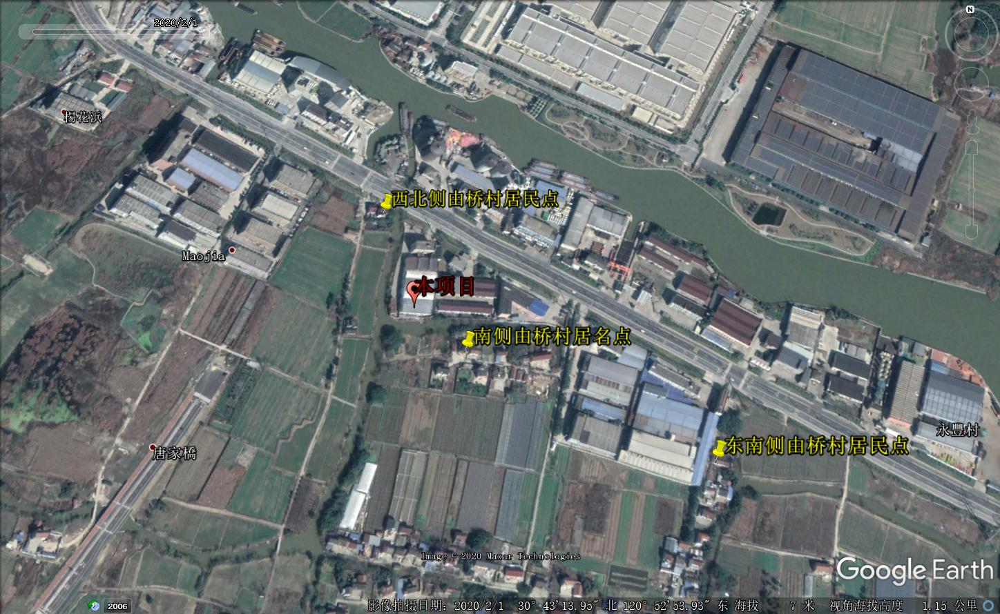 2020/2/1
N
楊花浜
西北侧由桥村居民点
Maojia
本项目
南侧由桥村居名点
永豐村
唐家橋
东南侧由桥村居民点
Image © 2020 Maxar Technologies
Google Earth
2006
影像拍摄日期: 2020/2/1 30°43'13.95" 北 120°52'53.93" 东 海拔 7 米 视角海拔高度 1.15 公里